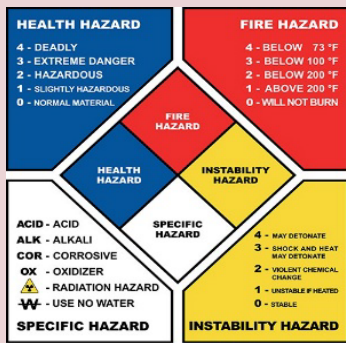 HEALTH HAZARD
4 - DEADLY
3 - EXTREME DANGER
2 - HAZARDOUS
1 - SLIGHTLY HAZARDOUS
0 - NORMAL MATERIAL
FIRE HAZARD
4 - BELOW 73 °F
3 - BELOW 100 °F
2 - BELOW 200 °F
1 - ABOVE 200 °F
0 - WILL NOT BURN
FIRE
HAZARD
HEALTH
HAZARD
INSTABILITY
HAZARD
SPECIFIC
HAZARD
ACID - ACID
ALK - ALKALI
COR - CORROSIVE
OX - OXIDIZER
- RADIATION HAZARD
W - USE NO WATER
SPECIFIC HAZARD
4 - MAY DETONATE
3 - SHOCK AND HEAT
MAY DETONATE
2 - VIOLENT CHEMICAL
CHANGE
1 - UNSTABLE IF HEATED
0 - STABLE
INSTABILITY HAZARD